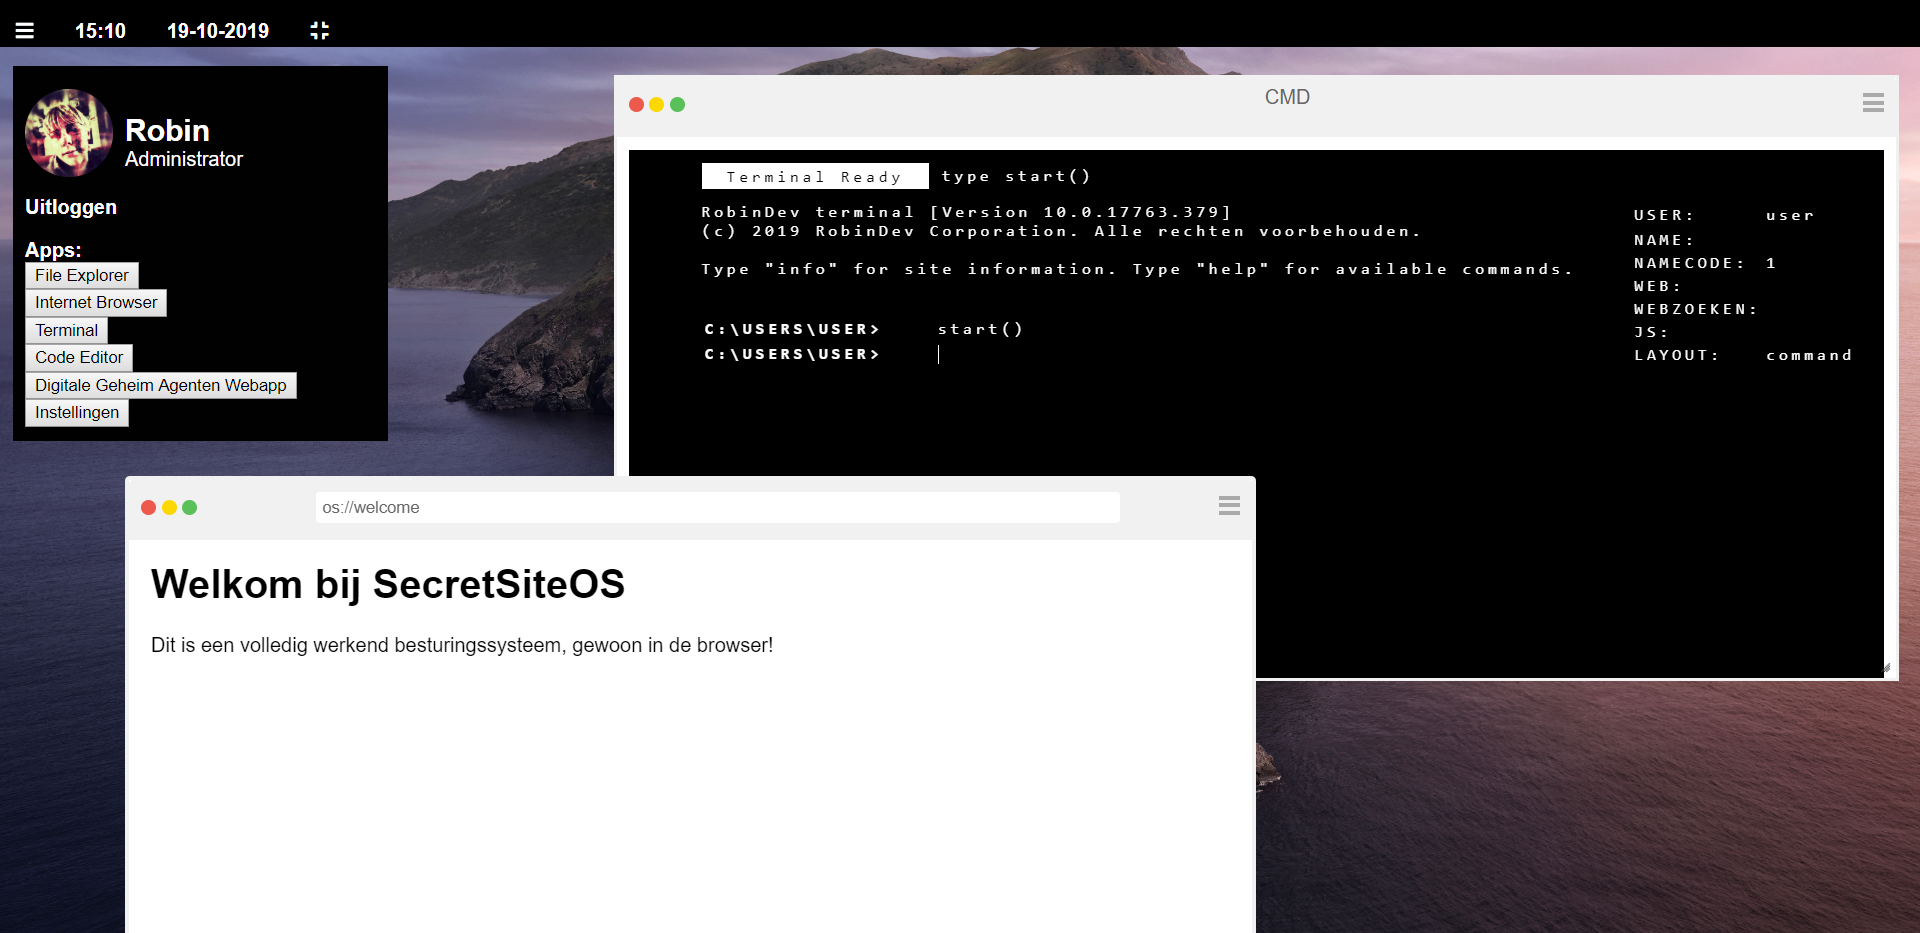 15:10 19-10-2019
Robin
Administrator
Uitloggen
Apps:
File Explorer
Internet Browser
Terminal
Code Editor
Digitale Geheim Agenten Webapp
Instellingen
CMD
Terminal Ready type start()
RobinDev terminal [Version 10.0.17763.379]
(c) 2019 RobinDev Corporation. Alle rechten voorbehouden.
Type "info" for site information. Type "help" for available commands.
C:\USERS\USER> start()
C:\USERS\USER>
USER: user
NAME:
NAMECODE: 1
WEB:
WEBZOEKEN:
JS:
LAYOUT: command
os://welcome
Welkom bij SecretSiteOS
Dit is een volledig werkend besturingssysteem, gewoon in de browser!